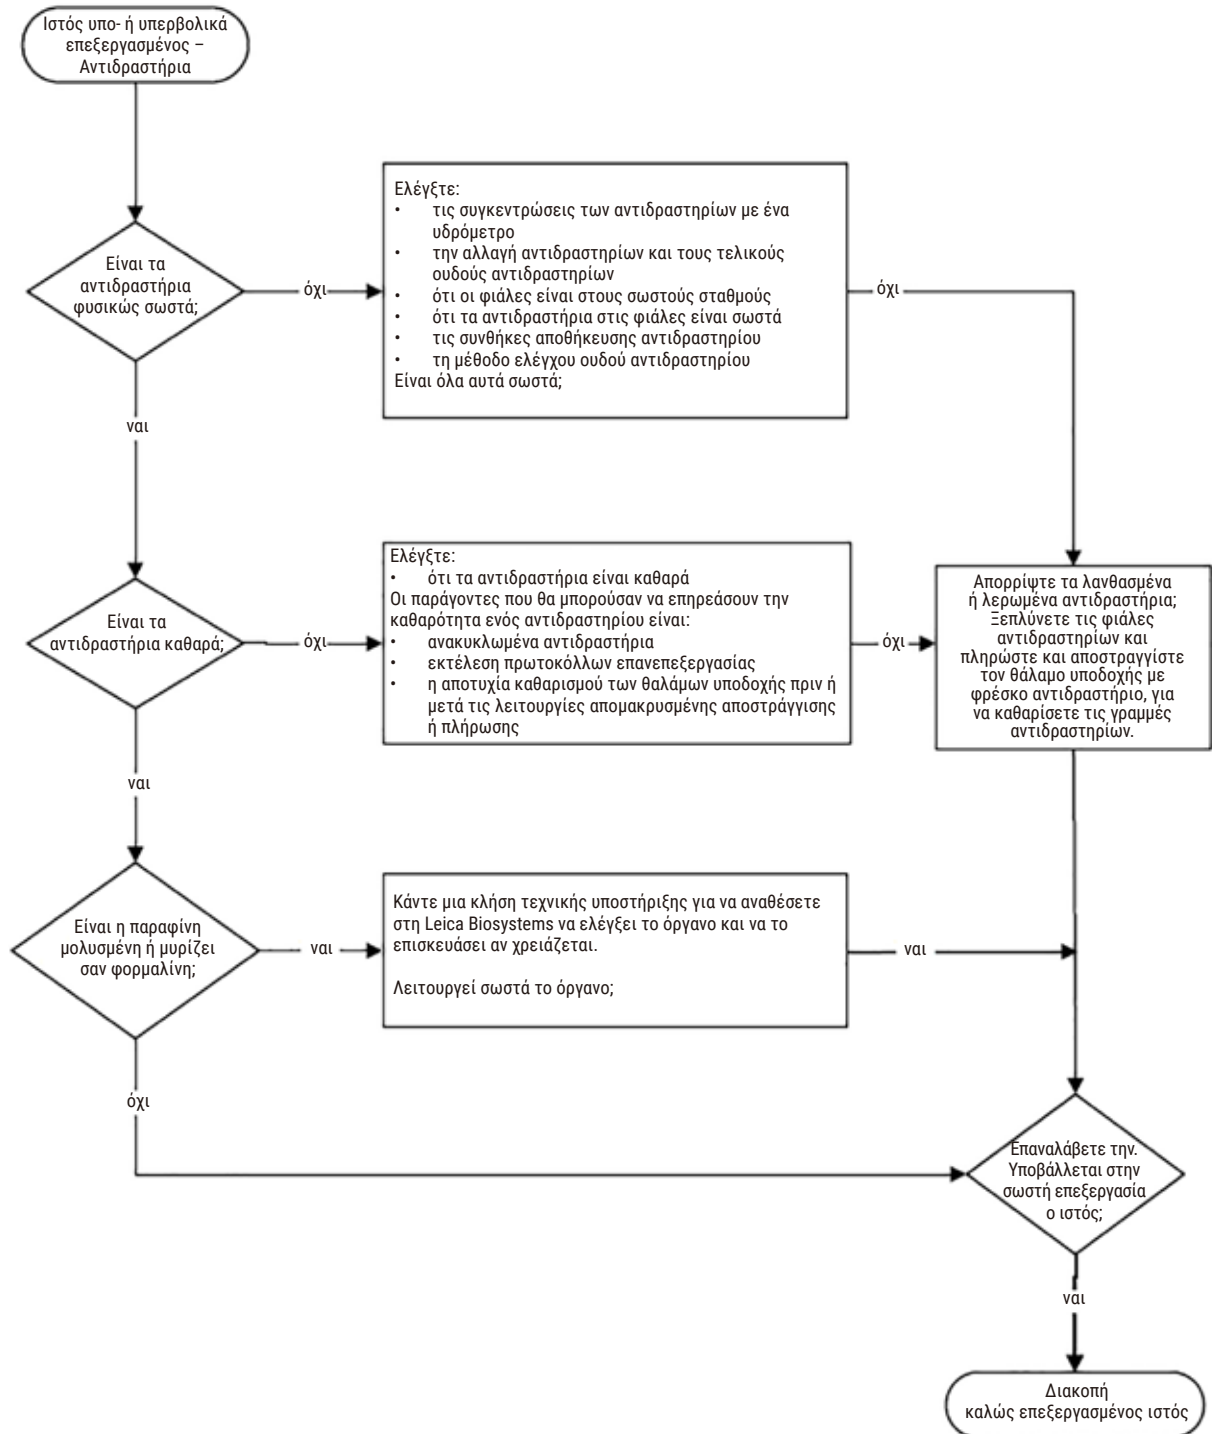 Ιστός υπο- ή υπερβολικά
επεξεργασμένος –
Αντιδραστήρια
Είναι τα
αντιδραστήρια
φυσικώς σωστά;
όχι
Ελέγξτε:
• τις συγκεντρώσεις των αντιδραστηρίων με ένα
υδρόμετρο
• την αλλαγή αντιδραστηρίων και τους τελικούς
ουδούς αντιδραστηρίων
• ότι οι φιάλες είναι στους σωστούς σταθμούς
• ότι τα αντιδραστήρια στις φιάλες είναι σωστά
• τις συνθήκες αποθήκευσης αντιδραστηρίου
• τη μέθοδο ελέγχου ουδού αντιδραστηρίου
Είναι όλα αυτά σωστά;
όχι
ναι
Είναι τα
αντιδραστήρια καθαρά;
όχι
Ελέγξτε:
• ότι τα αντιδραστήρια είναι καθαρά
Οι παράγοντες που θα μπορούσαν να επηρεάσουν την
καθαρότητα ενός αντιδραστηρίου είναι:
• ανακυκλωμένα αντιδραστήρια
• εκτέλεση πρωτοκόλλων επανεπεξεργασίας
• η αποτυχία καθαρισμού των θαλάμων υποδοχής πριν ή
μετά τις λειτουργίες απομακρυσμένης αποστράγγισης
ή πλήρωσης
όχι
Απορρίψτε τα λανθασμένα
ή λερωμένα αντιδραστήρια;
Ξεπλύνετε τις φιάλες
αντιδραστηρίων και
πληρώστε και αποστραγγίστε
τον θάλαμο υποδοχής με
φρέσκο αντιδραστήριο, για
να καθαρίσετε τις γραμμές
αντιδραστηρίων.
ναι
Είναι η παραφίνη
μολυσμένη ή μυρίζει
σαν φορμαλίνη;
ναι
Κάντε μια κλήση τεχνικής υποστήριξης για να αναθέσετε
στη Leica Biosystems να ελέγξει το όργανο και να το
επισκευάσει αν χρειάζεται.
Λειτουργεί σωστά το όργανο;
ναι
όχι
Επαναλάβετε την.
Υποβάλλεται στην
σωστή επεξεργασία
ο ιστός;
ναι
Διακοπή
καλώς επεξεργασμένος ιστός